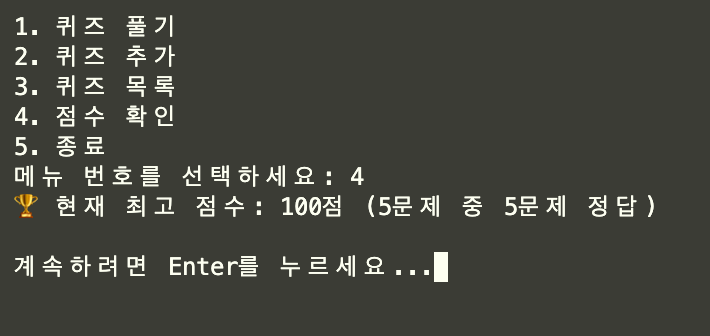 1. 퀴즈 풀기
2. 퀴즈 추가
3. 퀴즈 목록
4. 점수 확인
5. 종료
메뉴 번호를 선택하세요: 4
🏆 현재 최고 점수: 100점 (5문제 중 5문제 정답)
계속하려면 Enter를 누르세요...